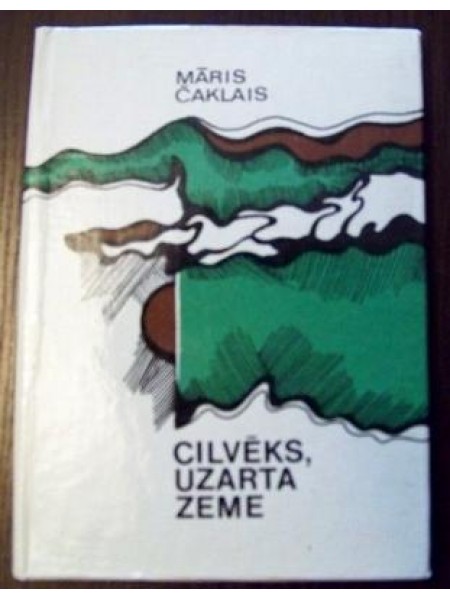 MĀRIS
ČAKLAIS
CILVĒKS,
UZARTA
ZEME